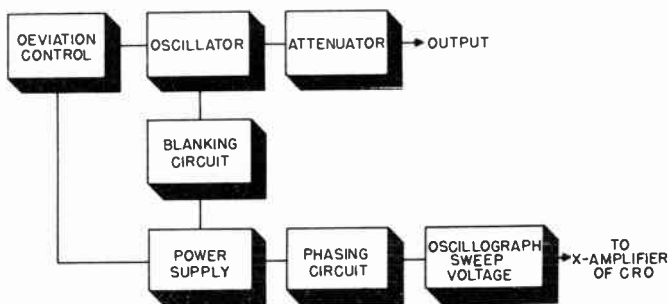 OEVIATION
CONTROL
OSCILLATOR
ATTENUATOR
OUTPUT
BLANKING
CIRCUIT
POWER
SUPPLY
PHASING
CIRCUIT
OSCILLOGRAPH
SWEEP
VOLTAGE
TO
X-AMPLIFIER
OF CRO